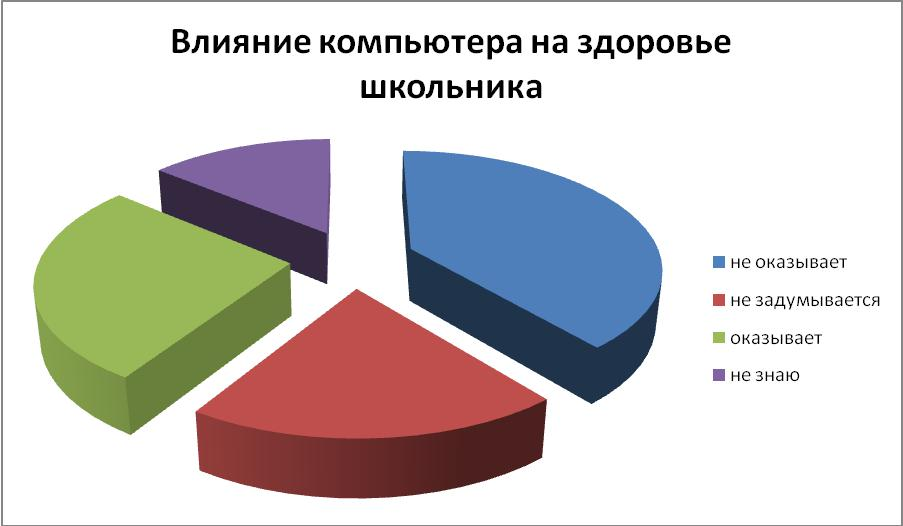 Влияние компьютера на здоровье
школьника
не оказывает
не задумывается
оказывает
не знаю